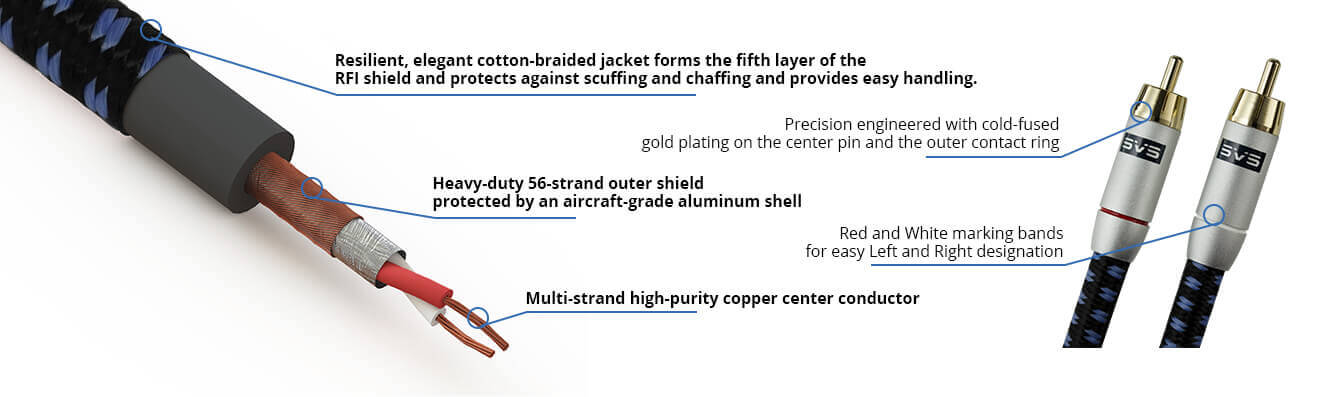 Resilient, elegant cotton-braided jacket forms the fifth layer of the
RFI shield and protects against scuffing and chaffing and provides easy handling.
Precision engineered with cold-fused
gold plating on the center pin and the outer contact ring
SVS
SVS
Heavy-duty 56-strand outer shield
protected by an aircraft-grade aluminum shell
Red and White marking bands
for easy Left and Right designation
Multi-strand high-purity copper center conductor